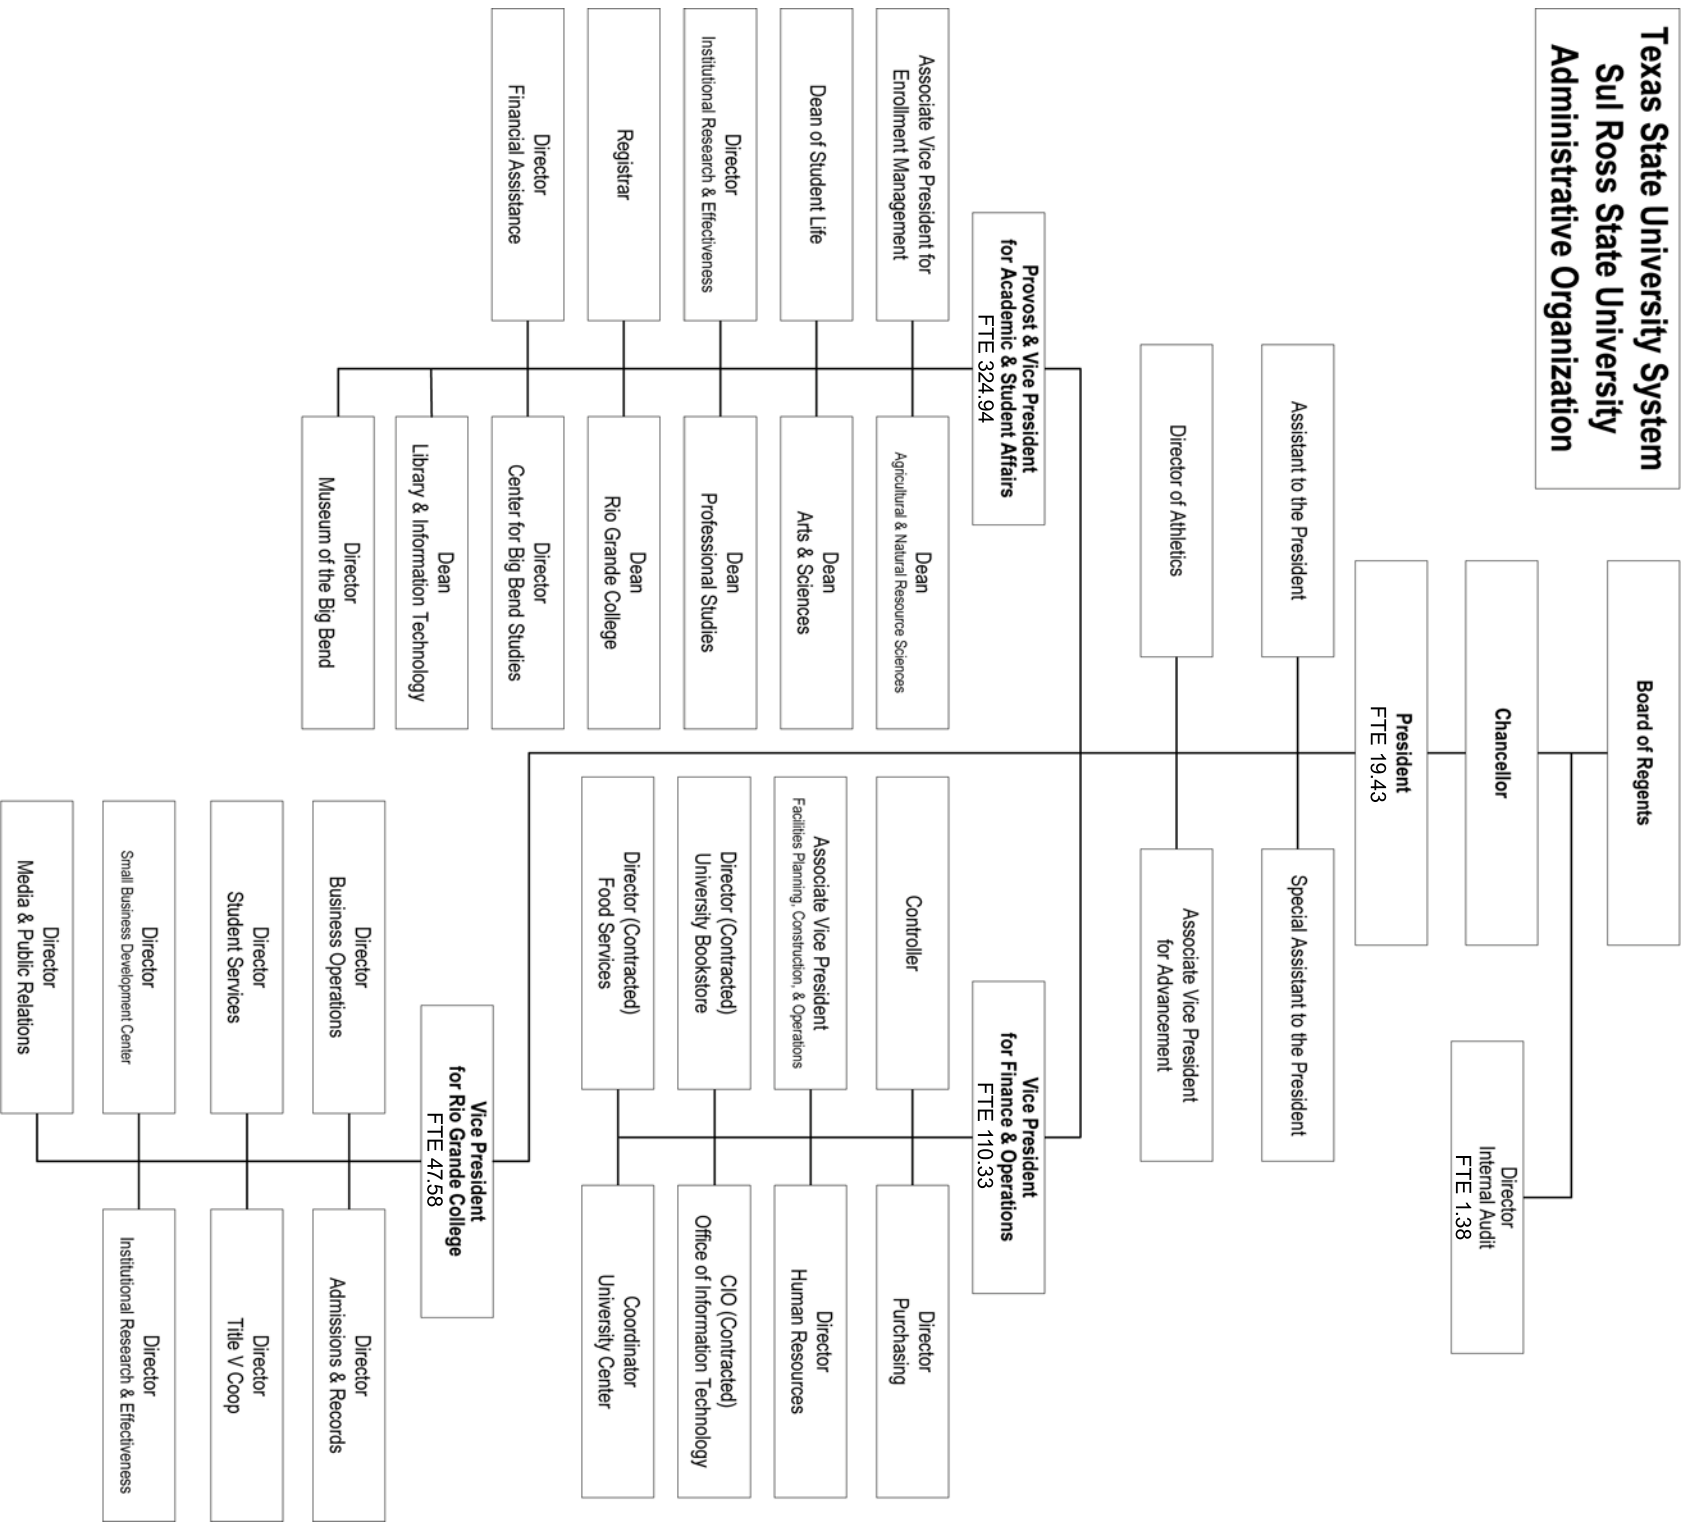 Texas State University System
Sul Ross State University
Administrative Organization
Board of Regents
Chancellor
Director
Internal Audit
FTE 1.38
President
FTE 19.43
Assistant to the President
Special Assistant to the President
Director of Athletics
Associate Vice President
for Advancement
Provost & Vice President
for Academic & Student Affairs
FTE 324.94
Associate Vice President for
Enrollment Management
Dean
Agricultural & Natural Resource Sciences
Dean of Student Life
Dean
Arts & Sciences
Director
Institutional Research & Effectiveness
Dean
Professional Studies
Registrar
Dean
Rio Grande College
Director
Financial Assistance
Director
Center for Big Bend Studies
Dean
Library & Information Technology
Director
Museum of the Big Bend
Vice President
for Finance & Operations
FTE 110.33
Controller
Director
Purchasing
Associate Vice President
Facilities Planning, Construction, & Operations
Director
Human Resources
Director (Contracted)
University Bookstore
CIO (Contracted)
Office of Information Technology
Director (Contracted)
Food Services
Coordinator
University Center
Vice President
for Rio Grande College
FTE 47.58
Director
Business Operations
Director
Admissions & Records
Director
Student Services
Director
Title V Coop
Director
Small Business Development Center
Director
Institutional Research & Effectiveness
Director
Media & Public Relations